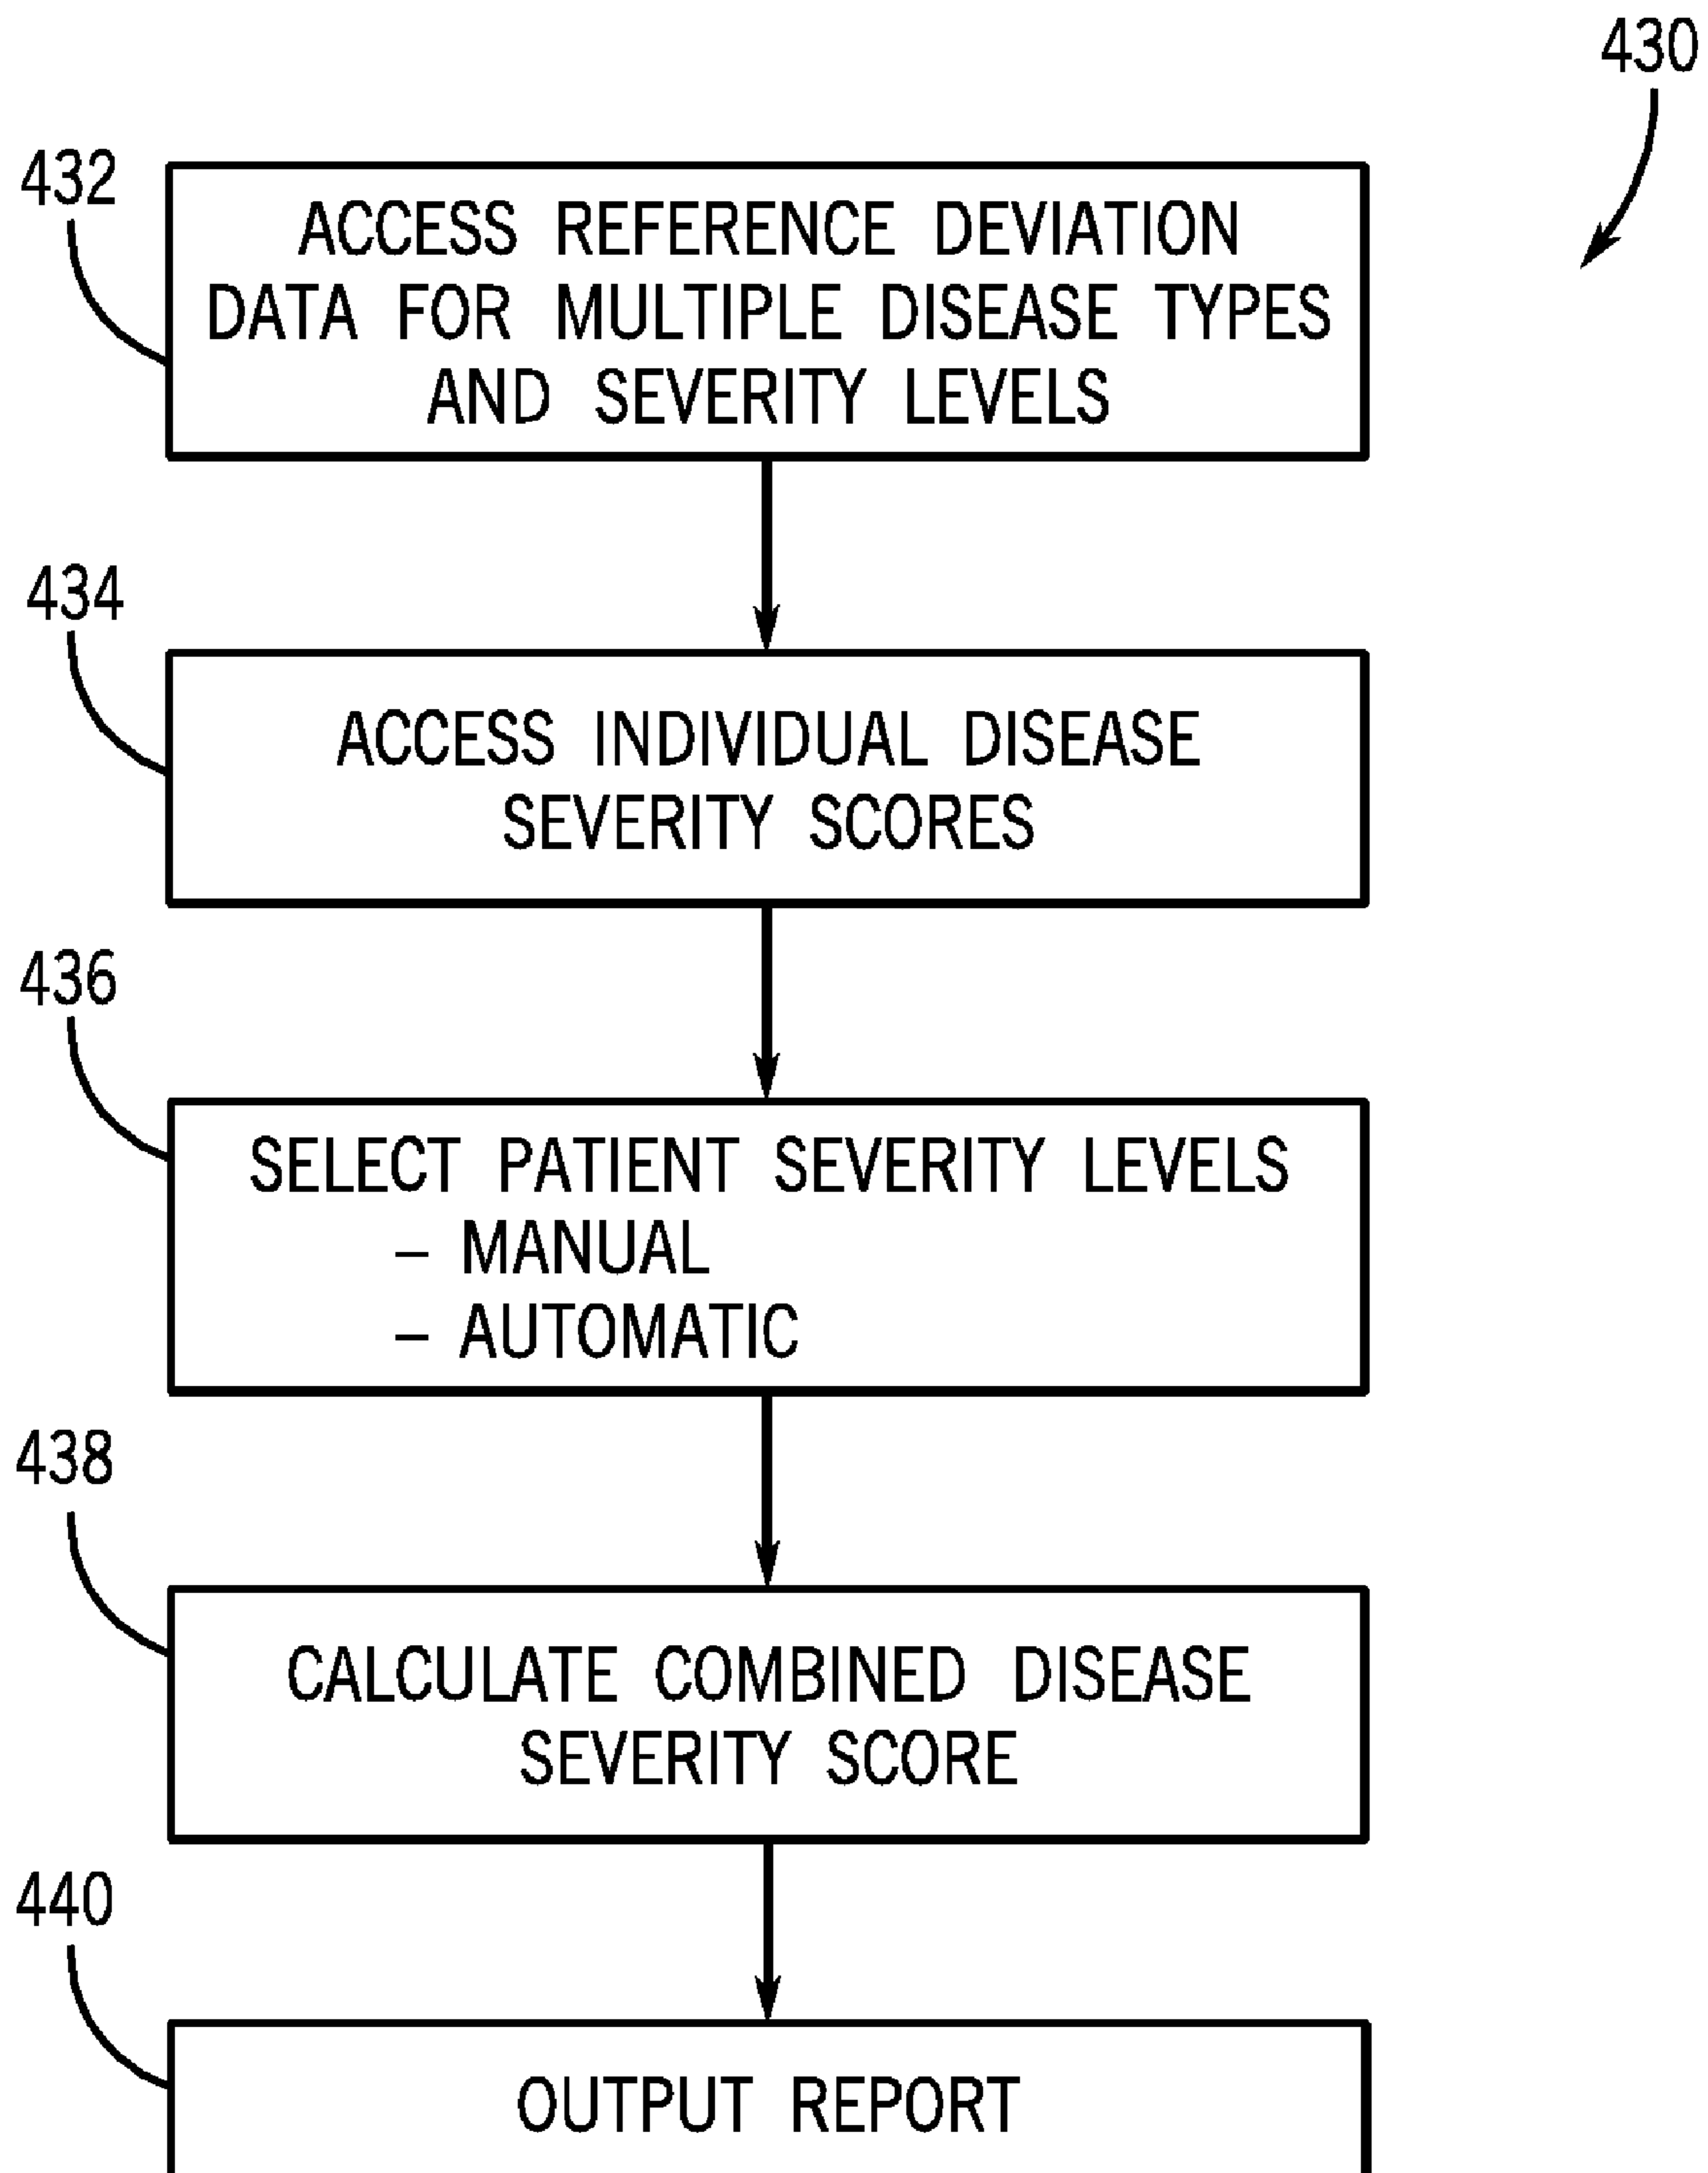 430
432
ACCESS REFERENCE DEVIATION
DATA FOR MULTIPLE DISEASE TYPES
AND SEVERITY LEVELS
434
ACCESS INDIVIDUAL DISEASE
SEVERITY SCORES
436
SELECT PATIENT SEVERITY LEVELS
– MANUAL
– AUTOMATIC
438
CALCULATE COMBINED DISEASE
SEVERITY SCORE
440
OUTPUT REPORT